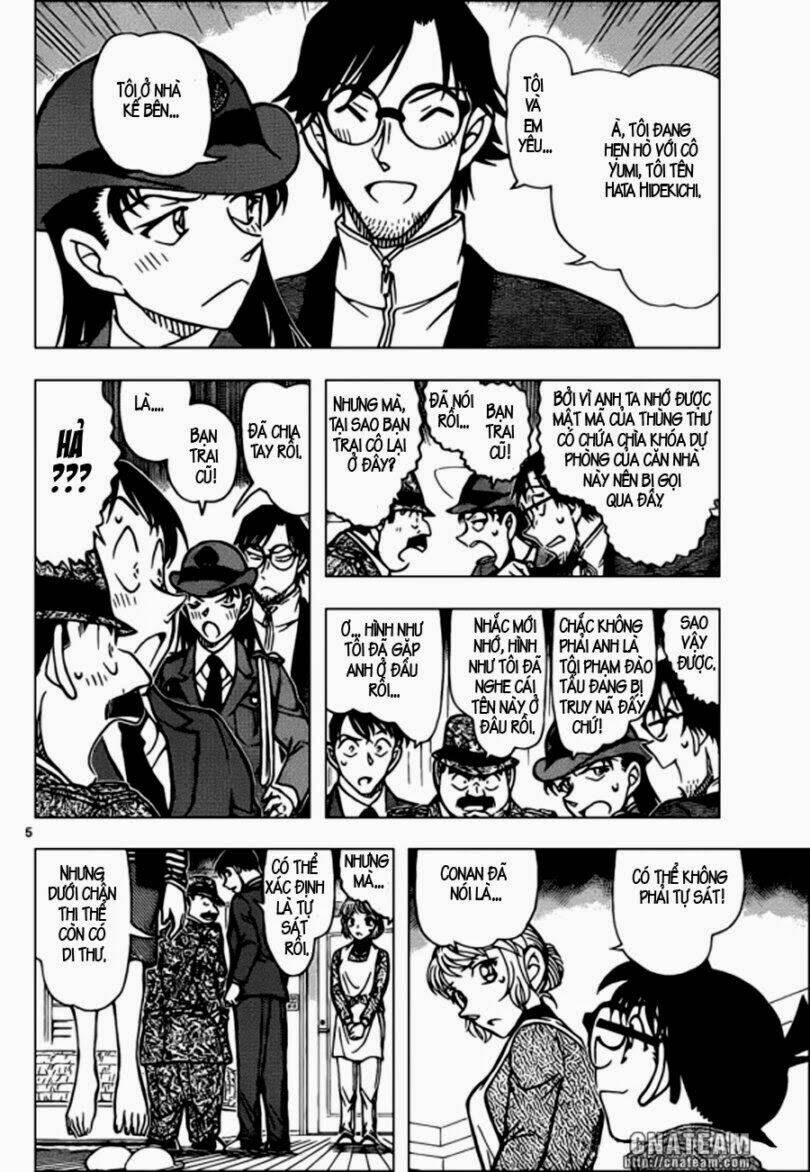 À, TÔI ĐANG
HẸN HÒ VỚI CÔ
YUMI, TÔI TÊN
HATA HIDEKICHI.
TÔI
VÀ
EM
YÊU...
TÔI Ở NHÀ
KẾ BÊN...
BỞI VÌ ANH TA NHỚ ĐƯỢC
MẬT MÃ CỦA THÙNG THƯ
CÓ CHỨA CHÌA KHÓA DỰ
PHÒNG CỦA CĂN NHÀ
NÀY NÊN BỊ GỌI
QUA ĐẤY.
BẠN
TRAI
CŨ!
ĐÃ NÓI
RỒI...
NHƯNG MÀ,
TẠI SAO BẠN
TRAI CÔ LẠI
Ở ĐÂY?
ĐÃ CHIA
TAY RỒI.
BẠN
TRAI
CŨ!
LÀ....
HẢ
???
SAO
VẬY
ĐƯỢC.
CHẮC KHÔNG
PHẢI ANH LÀ
TỘI PHẠM ĐÀO
TẨU ĐANG BỊ
TRUY NÃ ĐẤY
CHỨ!
NHẮC MỚI
NHỚ, HÌNH
NHƯ TÔI ĐÃ
NGHE CÁI
TÊN NÀY Ở
ĐÂU RỒI.
Ơ... HÌNH NHƯ
TÔI ĐÃ GẶP
ANH Ở ĐÂU
RỒI...
5
CÓ THỂ KHÔNG
PHẢI TỰ SÁT!
CONAN ĐÃ
NÓI LÀ...
NHƯNG
MÀ...
CÓ THỂ
XÁC ĐỊNH
LÀ TỰ
SÁT
RỒI.
NHƯNG
DƯỚI CHÂN
THI THỂ
CÒN CÓ
DI THƯ.
CNATEAM
http://cnateam.com